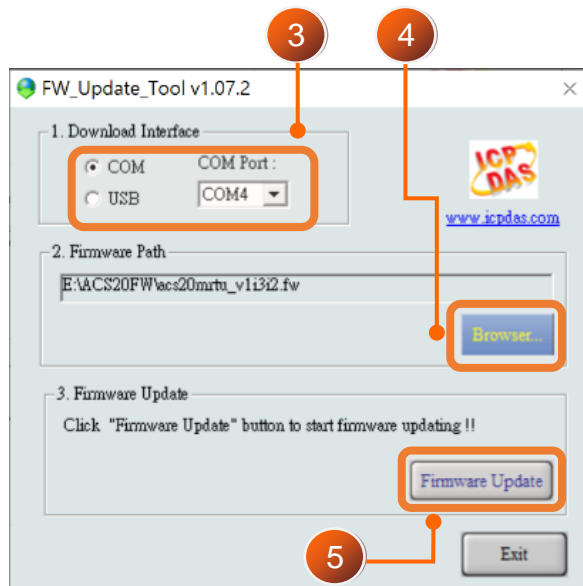 3
4
FW_Update_Tool v1.07.2
1. Download Interface
COM
COM Port :
USB
COM4
ICP DAS
www.icpdas.com
2. Firmware Path
E:\ACS20FW\acs20mrtu_v1i3i2.fw
Browser...
3. Firmware Update
Click "Firmware Update" button to start firmware updating !!
Firmware Update
5
Exit